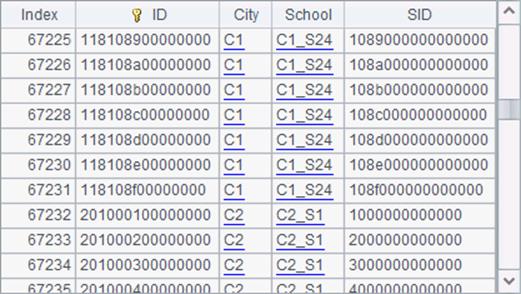 Index ID City School SID
67225 118108900000000 C1 C1_S24 1089000000000000
67226 118108a00000000 C1 C1_S24 108a000000000000
67227 118108b00000000 C1 C1_S24 108b000000000000
67228 118108c00000000 C1 C1_S24 108c000000000000
67229 118108d00000000 C1 C1_S24 108d000000000000
67230 118108e00000000 C1 C1_S24 108e000000000000
67231 118108f00000000 C1 C1_S24 108f000000000000
67232 201000100000000 C2 C2_S1 1000000000000
67233 201000200000000 C2 C2_S1 2000000000000
67234 201000300000000 C2 C2_S1 3000000000000
67235 201000400000000 C2 C2_S1 4000000000000